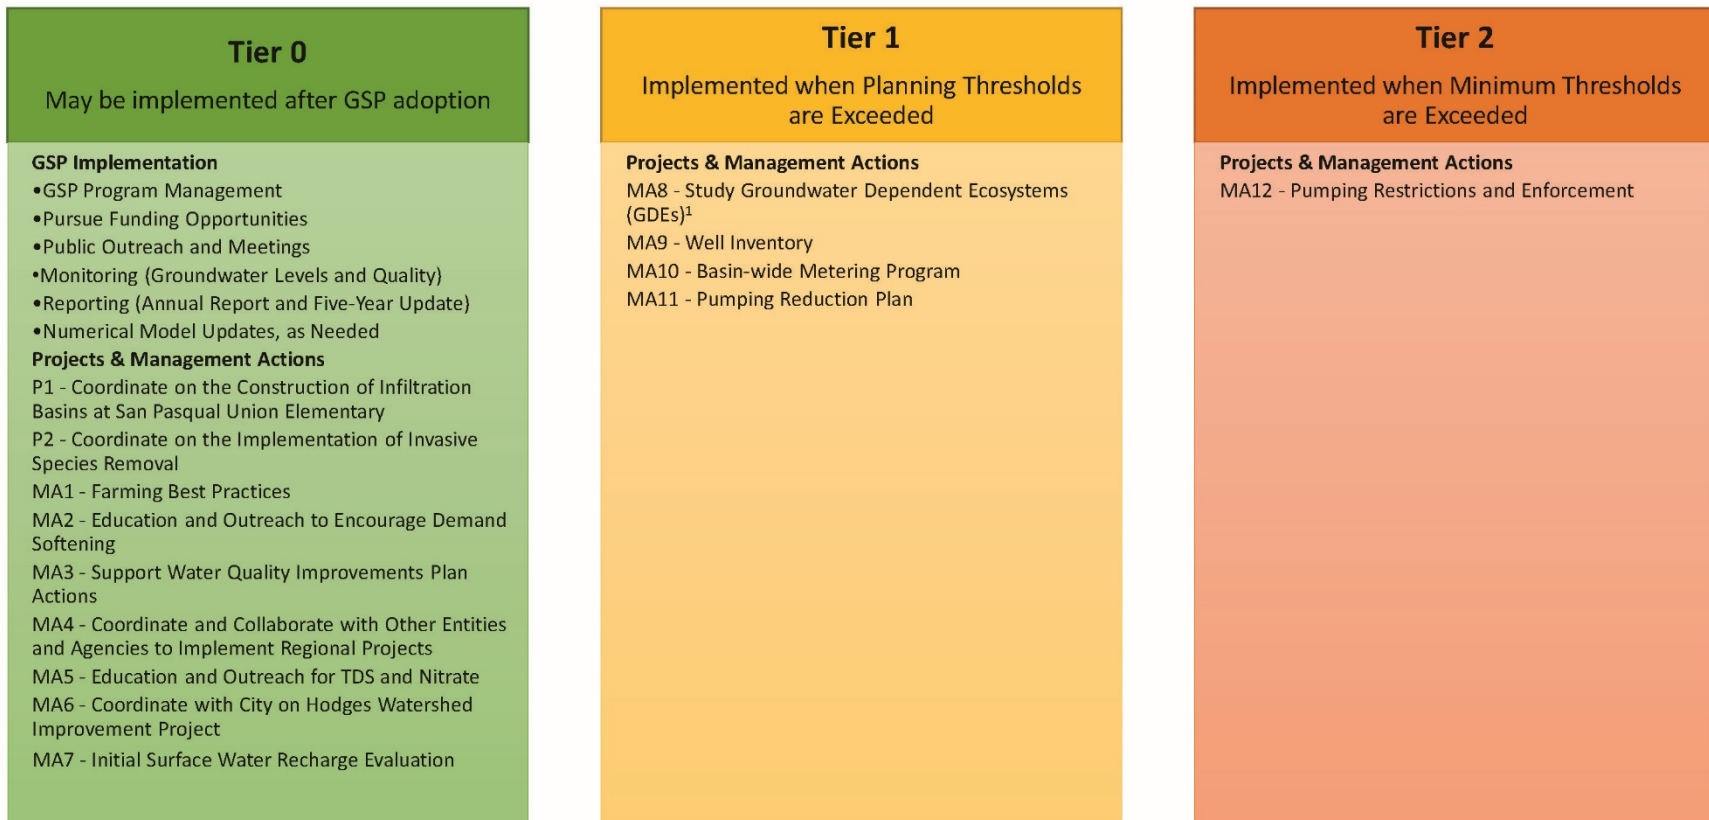 Tier 0
May be implemented after GSP adoption
GSP Implementation
•GSP Program Management
•Pursue Funding Opportunities
•Public Outreach and Meetings
•Monitoring (Groundwater Levels and Quality)
•Reporting (Annual Report and Five-Year Update)
•Numerical Model Updates, as Needed
Projects & Management Actions
P1 - Coordinate on the Construction of Infiltration
Basins at San Pasqual Union Elementary
P2 - Coordinate on the Implementation of Invasive
Species Removal
MA1 - Farming Best Practices
MA2 - Education and Outreach to Encourage Demand
Softening
MA3 - Support Water Quality Improvements Plan
Actions
MA4 - Coordinate and Collaborate with Other Entities
and Agencies to Implement Regional Projects
MA5 - Education and Outreach for TDS and Nitrate
MA6 - Coordinate with City on Hodges Watershed
Improvement Project
MA7 - Initial Surface Water Recharge Evaluation
Tier 1
Implemented when Planning Thresholds
are Exceeded
Projects & Management Actions
MA8 - Study Groundwater Dependent Ecosystems
(GDEs)¹
MA9 - Well Inventory
MA10 - Basin-wide Metering Program
MA11 - Pumping Reduction Plan
Tier 2
Implemented when Minimum Thresholds
are Exceeded
Projects & Management Actions
MA12 - Pumping Restrictions and Enforcement